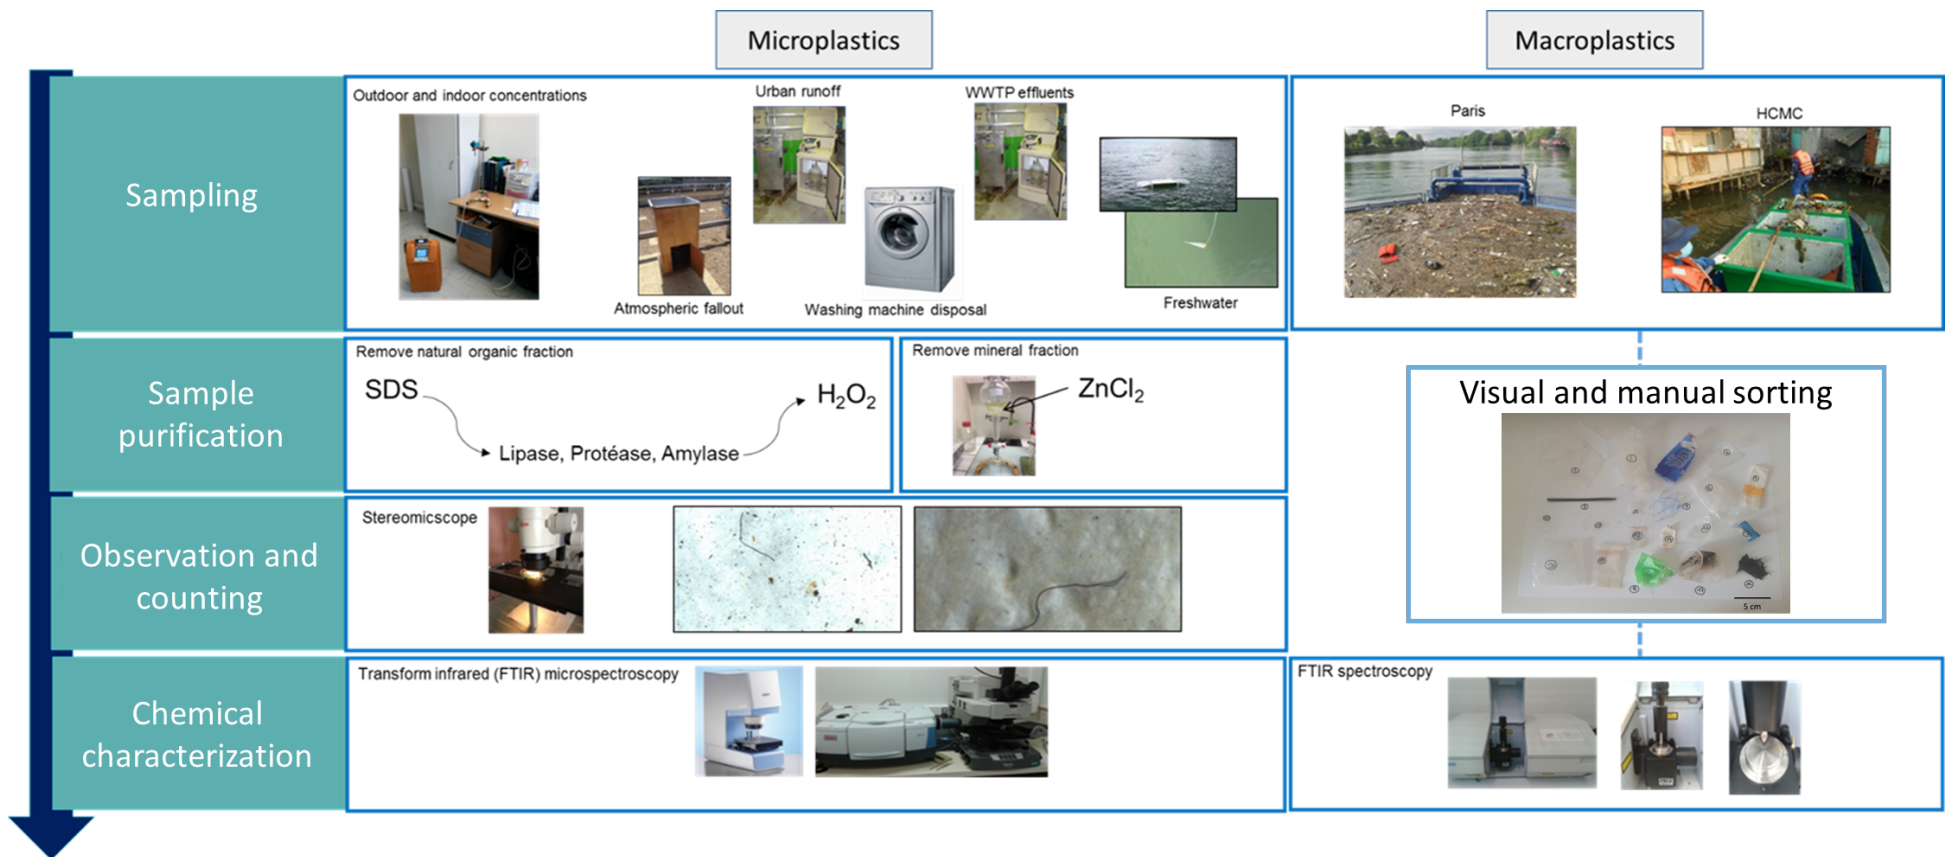 Microplastics
Macroplastics
Sampling
Outdoor and indoor concentrations
Urban runoff
WWTP effluents
Atmospheric fallout
Washing machine disposal
Freshwater
Paris
HCMC
Sample
purification
Remove natural organic fraction
SDS
Lipase, Protéase, Amylase
H₂O₂
Remove mineral fraction
ZnCl₂
Visual and manual sorting
5 cm
Observation and
counting
Stereomicscope
Chemical
characterization
Transform infrared (FTIR) microspectroscopy
FTIR spectroscopy